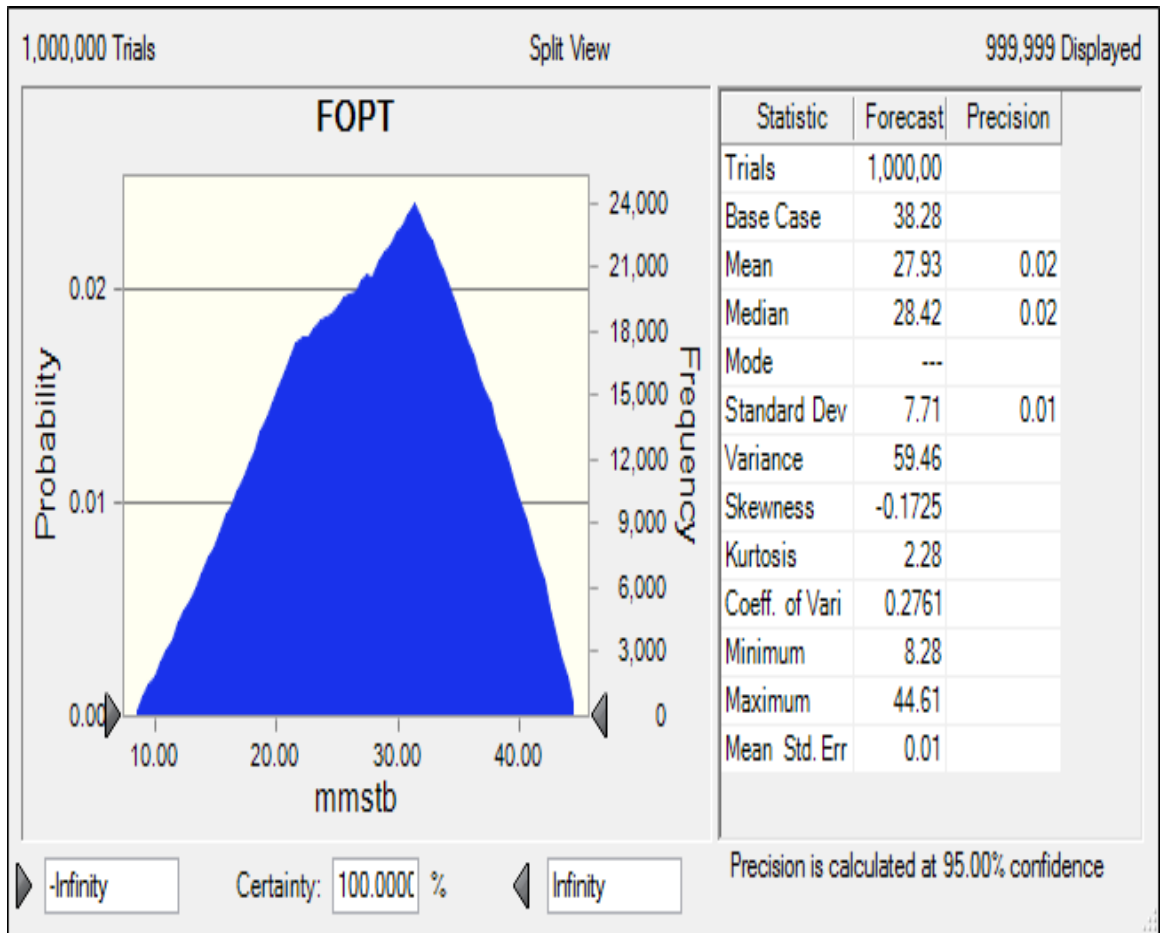 1,000,000 Trials Split View 999,999 Displayed
FOPT
Probability
0.02
0.01
0.00
24,000
21,000
18,000
15,000
12,000
9,000
6,000
3,000
0
Frequency
10.00 20.00 30.00 40.00
mmstb
Statistic Forecast Precision
Trials 1,000,00
Base Case 38.28
Mean 27.93 0.02
Median 28.42 0.02
Mode ---
Standard Dev 7.71 0.01
Variance 59.46
Skewness -0.1725
Kurtosis 2.28
Coeff. of Vari 0.2761
Minimum 8.28
Maximum 44.61
Mean Std. Err 0.01
Precision is calculated at 95.00% confidence
-Infinity Certainty: 100.000( % Infinity